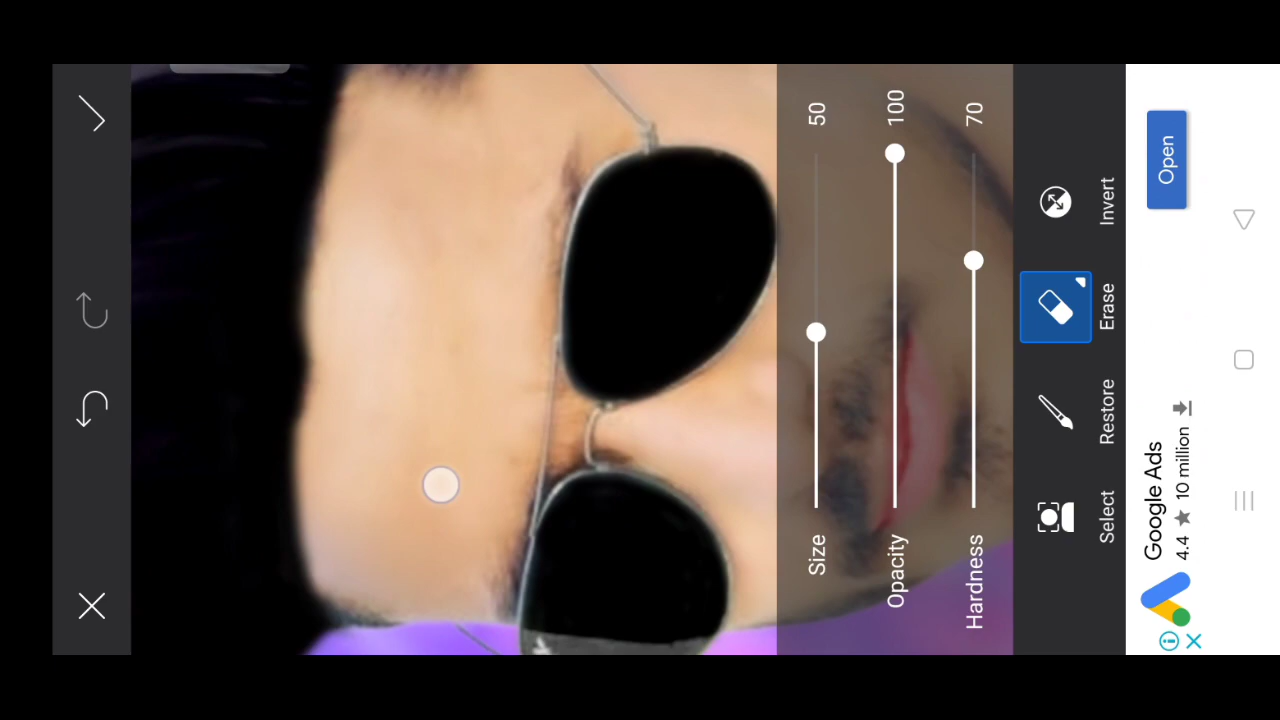 Size 50
Opacity 100
Hardness 70
Select Restore Erase Invert
Google Ads
4.4 ★ 10 million
Open